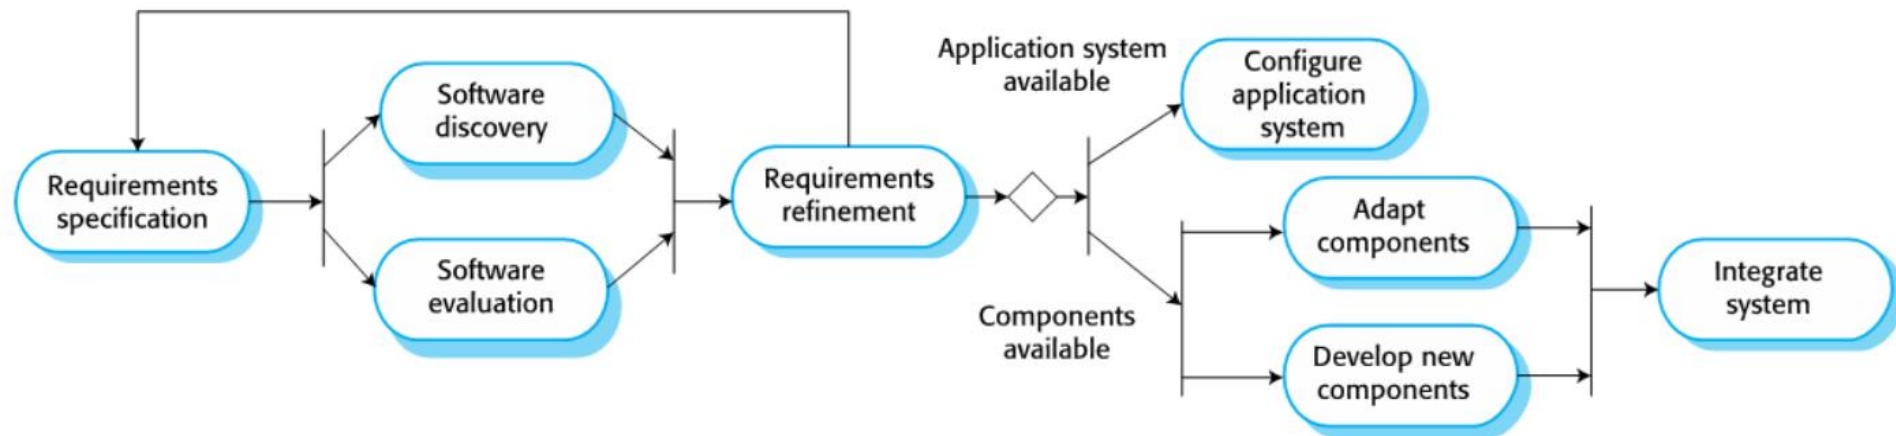 Requirements
specification
Software
discovery
Software
evaluation
Requirements
refinement
Application system
available
Configure
application
system
Components
available
Adapt
components
Develop new
components
Integrate
system